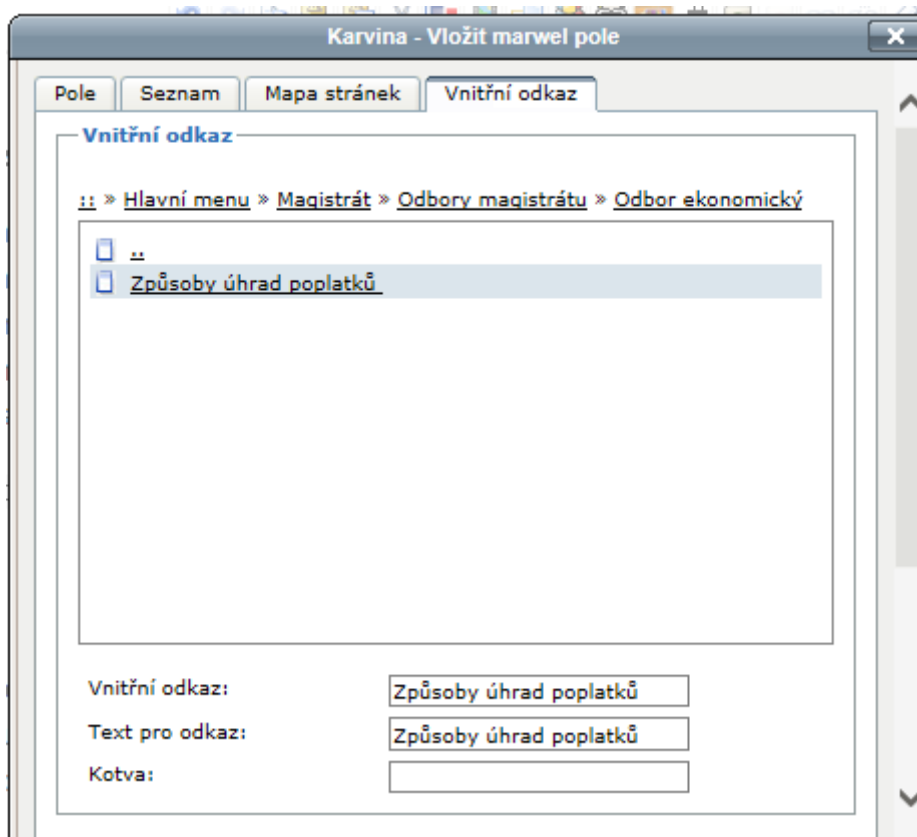 Karvina - Vložit marwel pole
Pole Seznam Mapa stránek Vnitřní odkaz
Vnitřní odkaz
:: » Hlavní menu » Magistrát » Odbory magistrátu » Odbor ekonomický
..
Způsoby úhrad poplatků
Vnitřní odkaz: Způsoby úhrad poplatků
Text pro odkaz: Způsoby úhrad poplatků
Kotva: